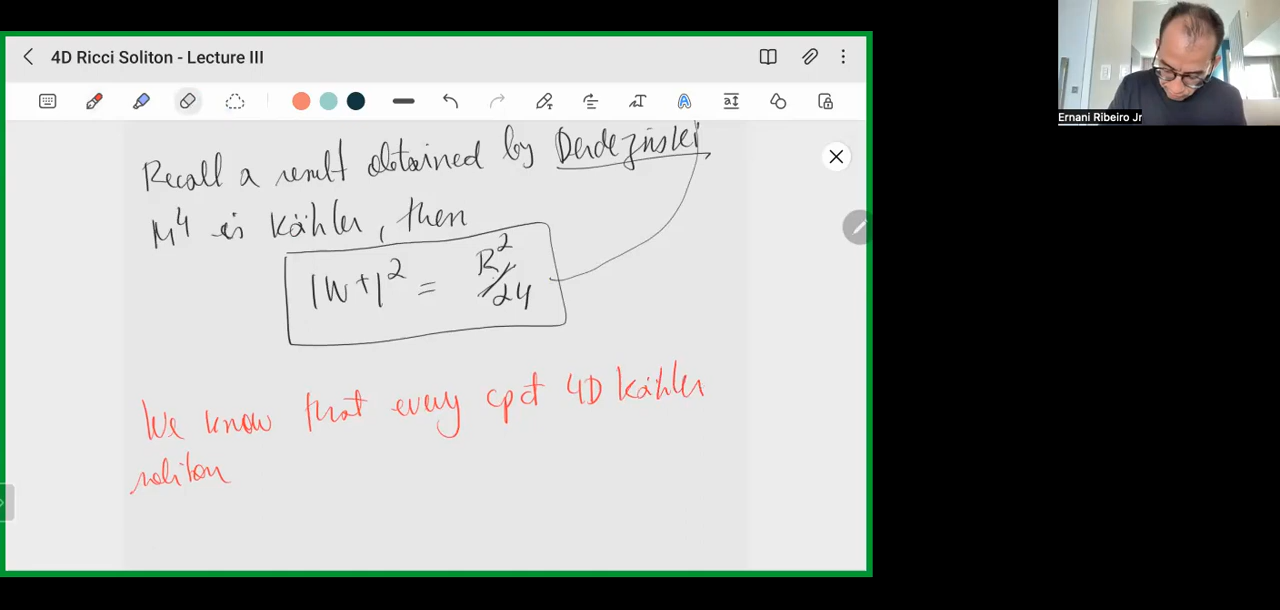 4D Ricci Soliton - Lecture III
Ernani Ribeiro Jr
Recall a result obtained by Derdeziński
M⁴ is Kähler, then
|W+|² = R²/24
We know that every cpct 4D Kähler
soliton